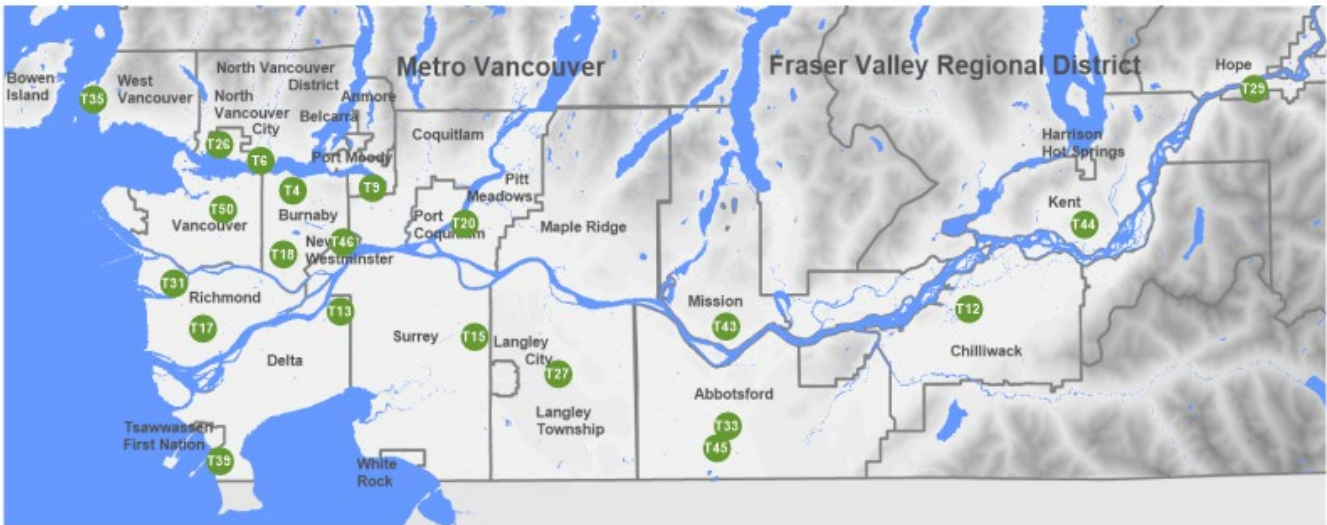 Metro Vancouver
Fraser Valley Regional District
Bowen
Island
T35
West
Vancouver
North Vancouver
District
North
Vancouver
City
Anmore
Belcarra
T26
T6
Port Moody
T9
Coquitlam
T4
Burnaby
T50
Vancouver
T18
T46
New
Westminster
Port
Coquitlam
T20
Pitt
Meadows
Maple Ridge
T31
Richmond
T17
T13
Delta
Surrey
T15
Langley
City
T27
Langley
Township
Mission
T43
Abbotsford
T33
T45
Tsawwassen
First Nation
T39
White
Rock
Harrison
Hot Springs
Kent
T44
T12
Chilliwack
Hope
T29